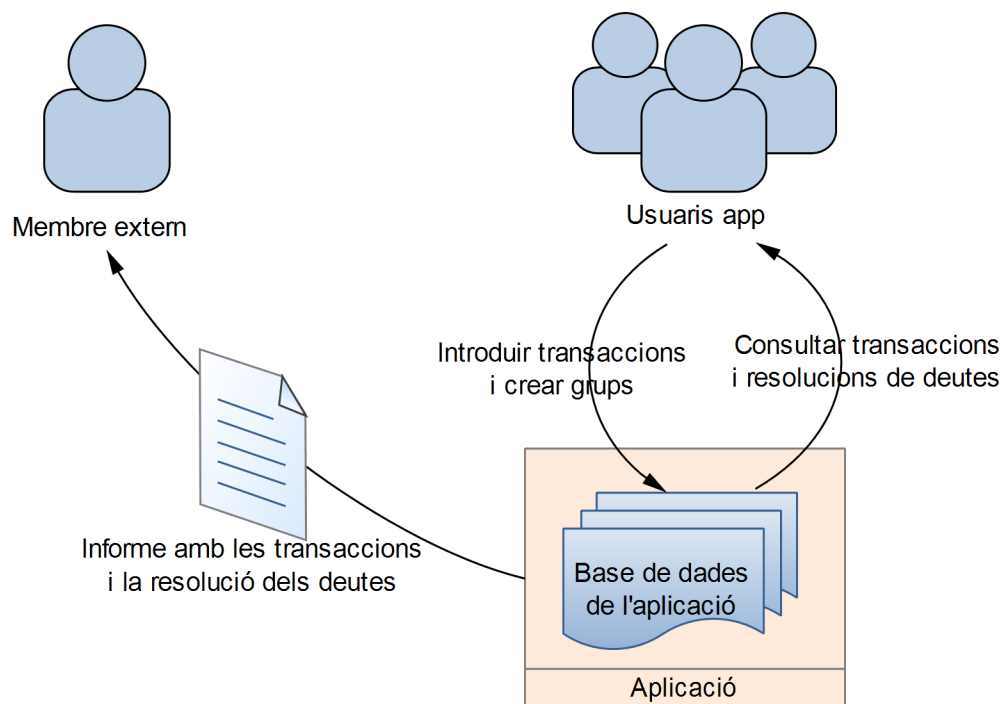 Membre extern
Usuaris app
Introduir transaccions
i crear grups
Consultar transaccions
i resolucions de deutes
Informe amb les transaccions
i la resolució dels deutes
Base de dades
de l'aplicació
Aplicació